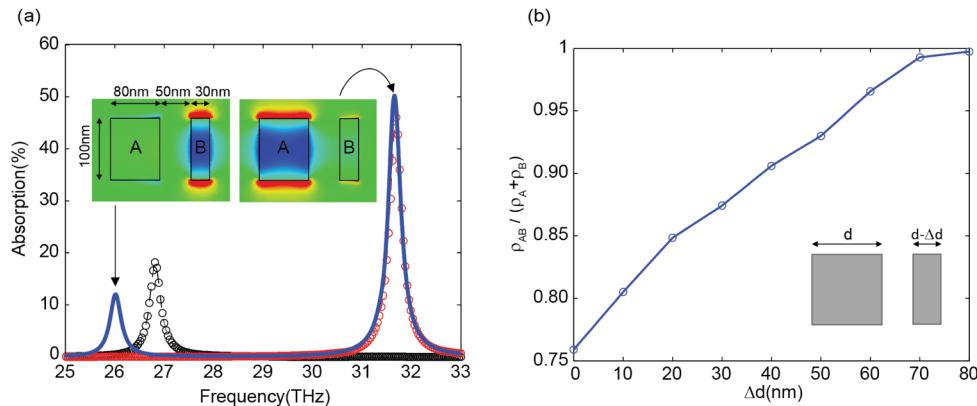 (a)
60
50
40
30
20
10
0
Absorption(%)
25
26
27
28
29
30
31
32
33
Frequency(THz)
80nm
50nm
30nm
100nm
A
B
A
B
(b)
1
0.95
0.90
0.85
0.80
0.75
ρAB / (ρA+ρB)
0
10
20
30
40
50
60
70
80
Δd(nm)
d
d-Δd